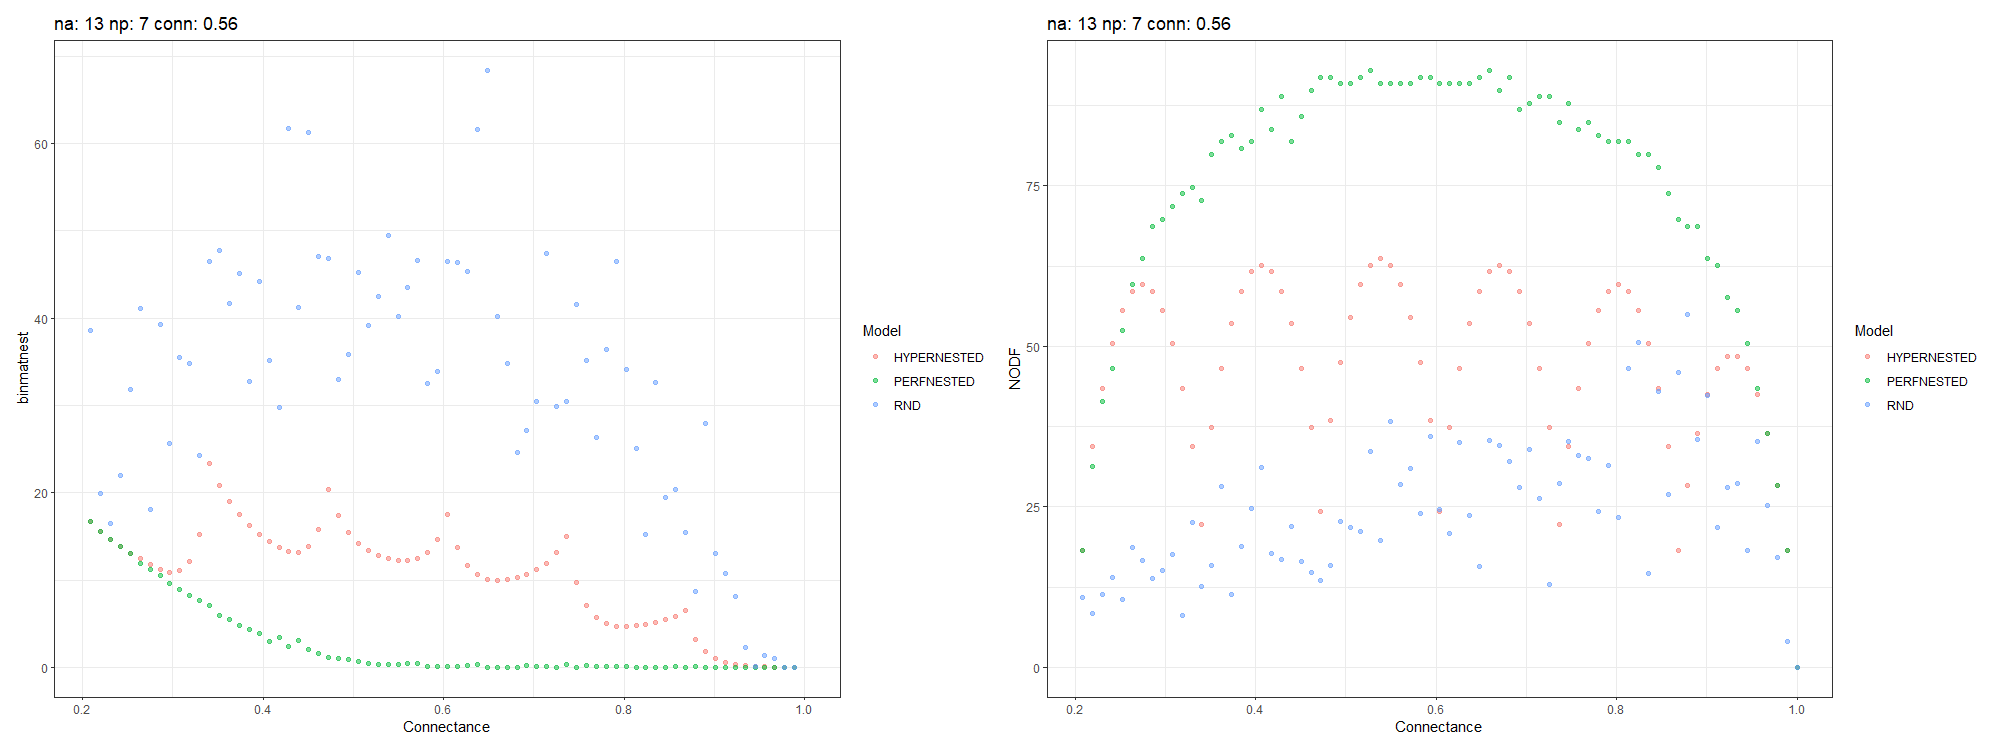 na: 13 np: 7 conn: 0.56
binmatnest
60
40
20
0
0.2
0.4
0.6
0.8
1.0
Connectance
Model
HYPERNESTED
PERFNESTED
RND
na: 13 np: 7 conn: 0.56
NODF
75
50
25
0
0.2
0.4
0.6
0.8
1.0
Connectance
Model
HYPERNESTED
PERFNESTED
RND